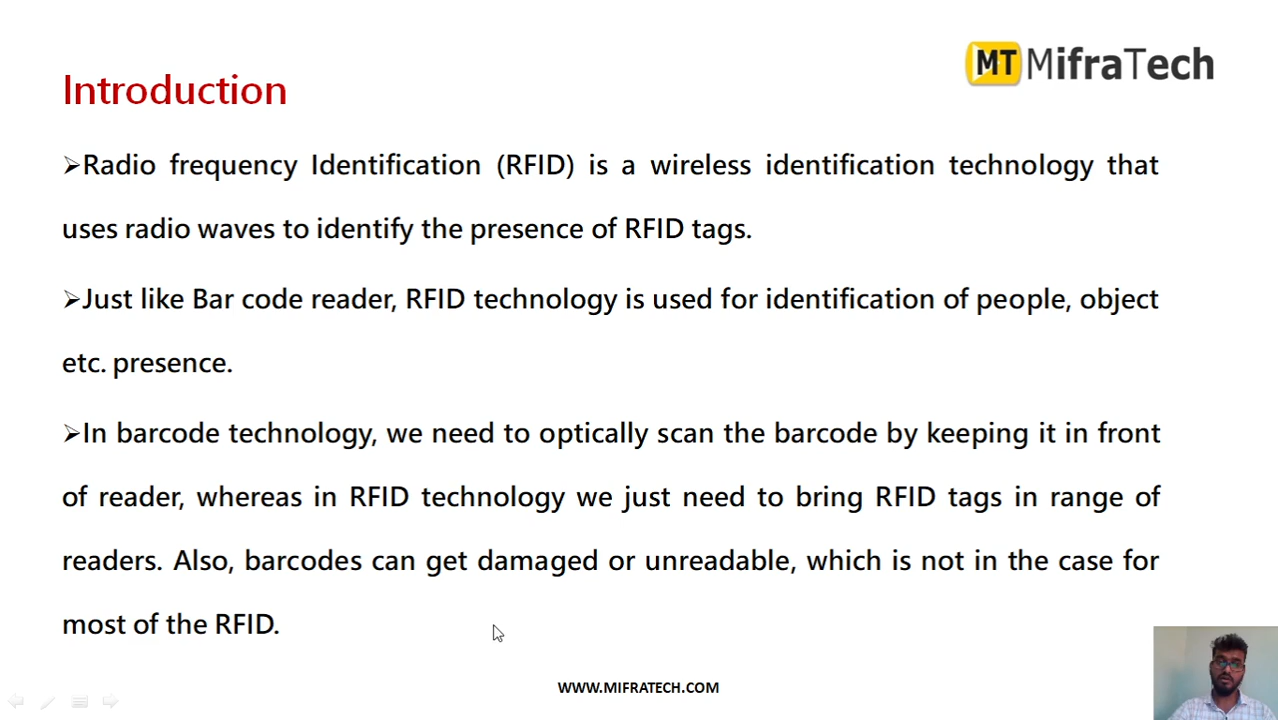 MT MifraTech
Introduction
➢Radio frequency Identification (RFID) is a wireless identification technology that
uses radio waves to identify the presence of RFID tags.
➢Just like Bar code reader, RFID technology is used for identification of people, object
etc. presence.
➢In barcode technology, we need to optically scan the barcode by keeping it in front
of reader, whereas in RFID technology we just need to bring RFID tags in range of
readers. Also, barcodes can get damaged or unreadable, which is not in the case for
most of the RFID.
WWW.MIFRATECH.COM